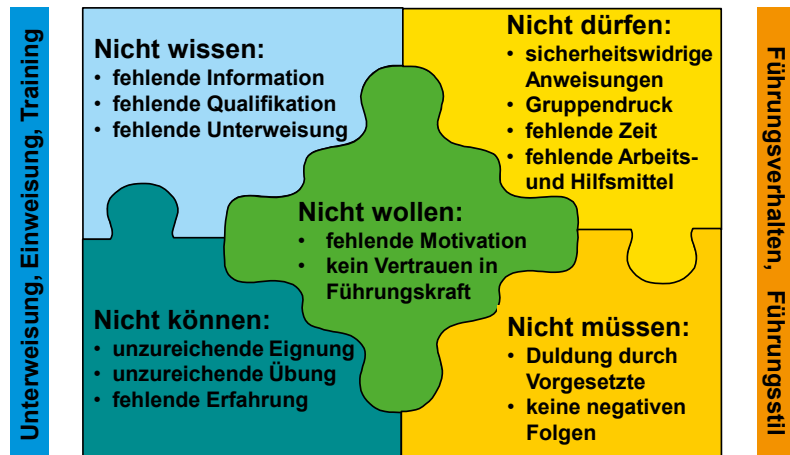 Unterweisung, Einweisung, Training
Nicht wissen:
• fehlende Information
• fehlende Qualifikation
• fehlende Unterweisung
Nicht dürfen:
• sicherheitswidrige
Anweisungen
• Gruppendruck
• fehlende Zeit
• fehlende Arbeits-
und Hilfsmittel
Nicht wollen:
• fehlende Motivation
• kein Vertrauen in
Führungskraft
Nicht können:
• unzureichende Eignung
• unzureichende Übung
• fehlende Erfahrung
Nicht müssen:
• Duldung durch
Vorgesetzte
• keine negativen
Folgen
Führungsverhalten, Führungsstil